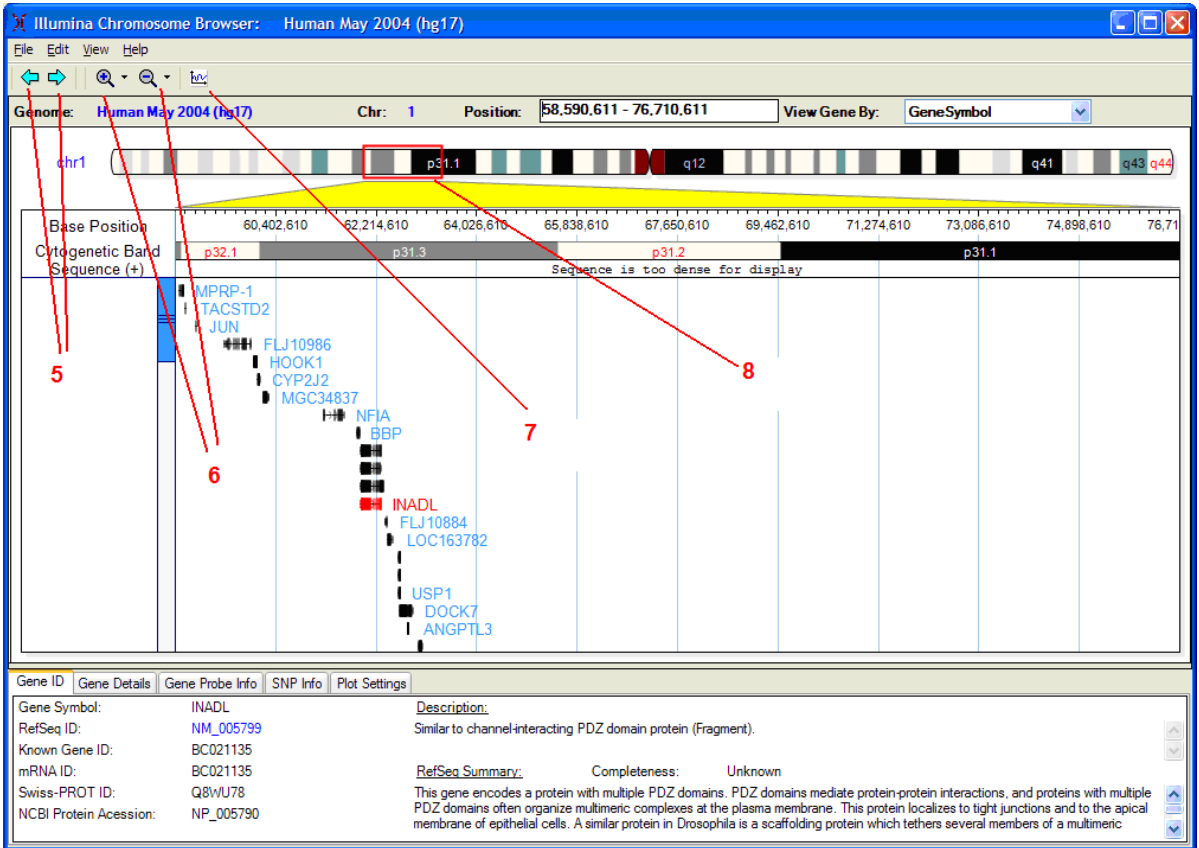 Illumina Chromosome Browser: Human May 2004 (hg17)
File Edit View Help
Genome: Human May 2004 (hg17) Chr: 1 Position: 58,590,611 - 76,710,611 View Gene By: GeneSymbol
chr1 p31.1 q12 q41 q43 q44
Base Position 60,402,610 62,214,610 64,026,610 65,838,610 67,650,610 69,462,610 71,274,610 73,086,610 74,898,610 76,71
Cytogenetic Band p32.1 p31.3 p31.2 p31.1
Sequence (+) Sequence is too dense for display
MPRP-1
TACSTD2
JUN
FLJ10986
HOOK1
CYP2J2
MGC34837
NFIA
BBP
INADL
FLJ10884
LOC163782
USP1
DOCK7
ANGPTL3
5
6
7
8
Gene ID Gene Details Gene Probe Info SNP Info Plot Settings
Gene Symbol: INADL Description:
RefSeq ID: NM_005799 Similar to channel-interacting PDZ domain protein (Fragment).
Known Gene ID: BC021135
mRNA ID: BC021135 RefSeq Summary: Completeness: Unknown
Swiss-PROT ID: Q8WU78 This gene encodes a protein with multiple PDZ domains. PDZ domains mediate protein-protein interactions, and proteins with multiple
NCBI Protein Acession: NP_005790 PDZ domains often organize multimeric complexes at the plasma membrane. This protein localizes to tight junctions and to the apical
membrane of epithelial cells. A similar protein in Drosophila is a scaffolding protein which tethers several members of a multimeric